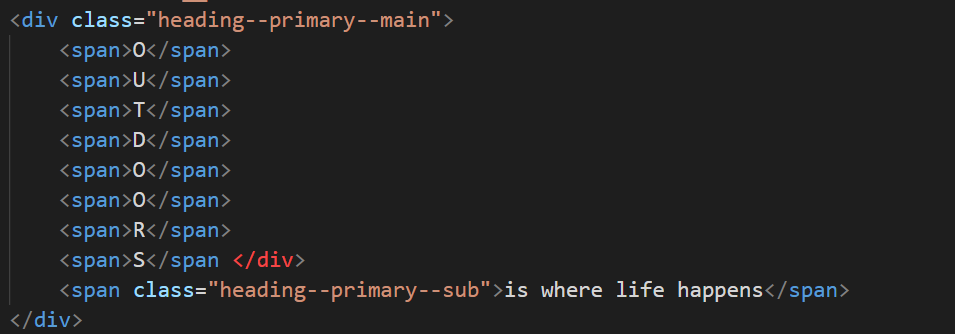 <div class="heading--primary--main">
    <span>O</span>
    <span>U</span>
    <span>T</span>
    <span>D</span>
    <span>O</span>
    <span>O</span>
    <span>R</span>
    <span>S</span </div>
    <span class="heading--primary--sub">is where life happens</span>
</div>